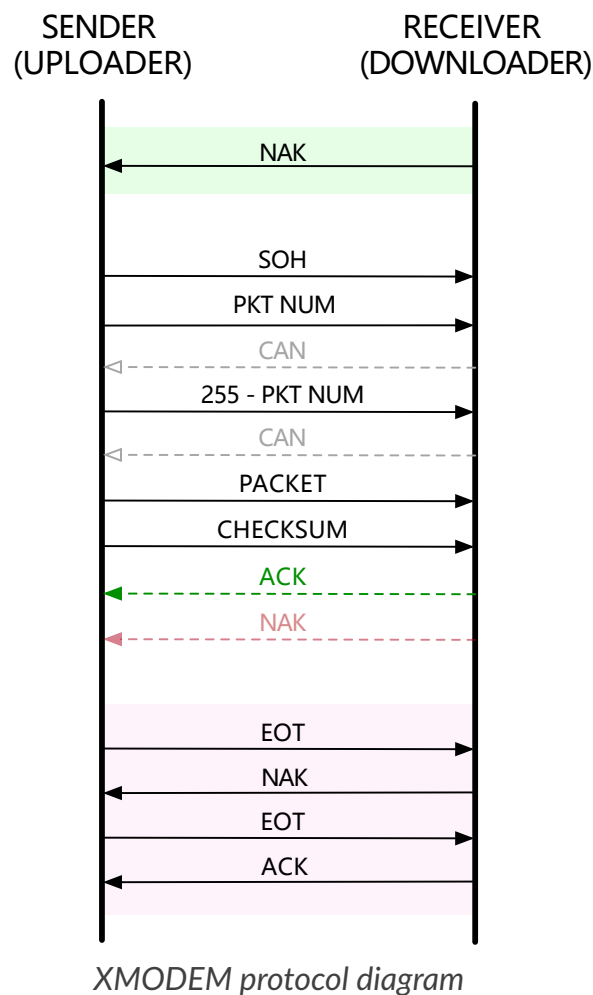 SENDER
(UPLOADER)
RECEIVER
(DOWNLOADER)
NAK
SOH
PKT NUM
CAN
255 - PKT NUM
CAN
PACKET
CHECKSUM
ACK
NAK
EOT
NAK
EOT
ACK
XMODEM protocol diagram